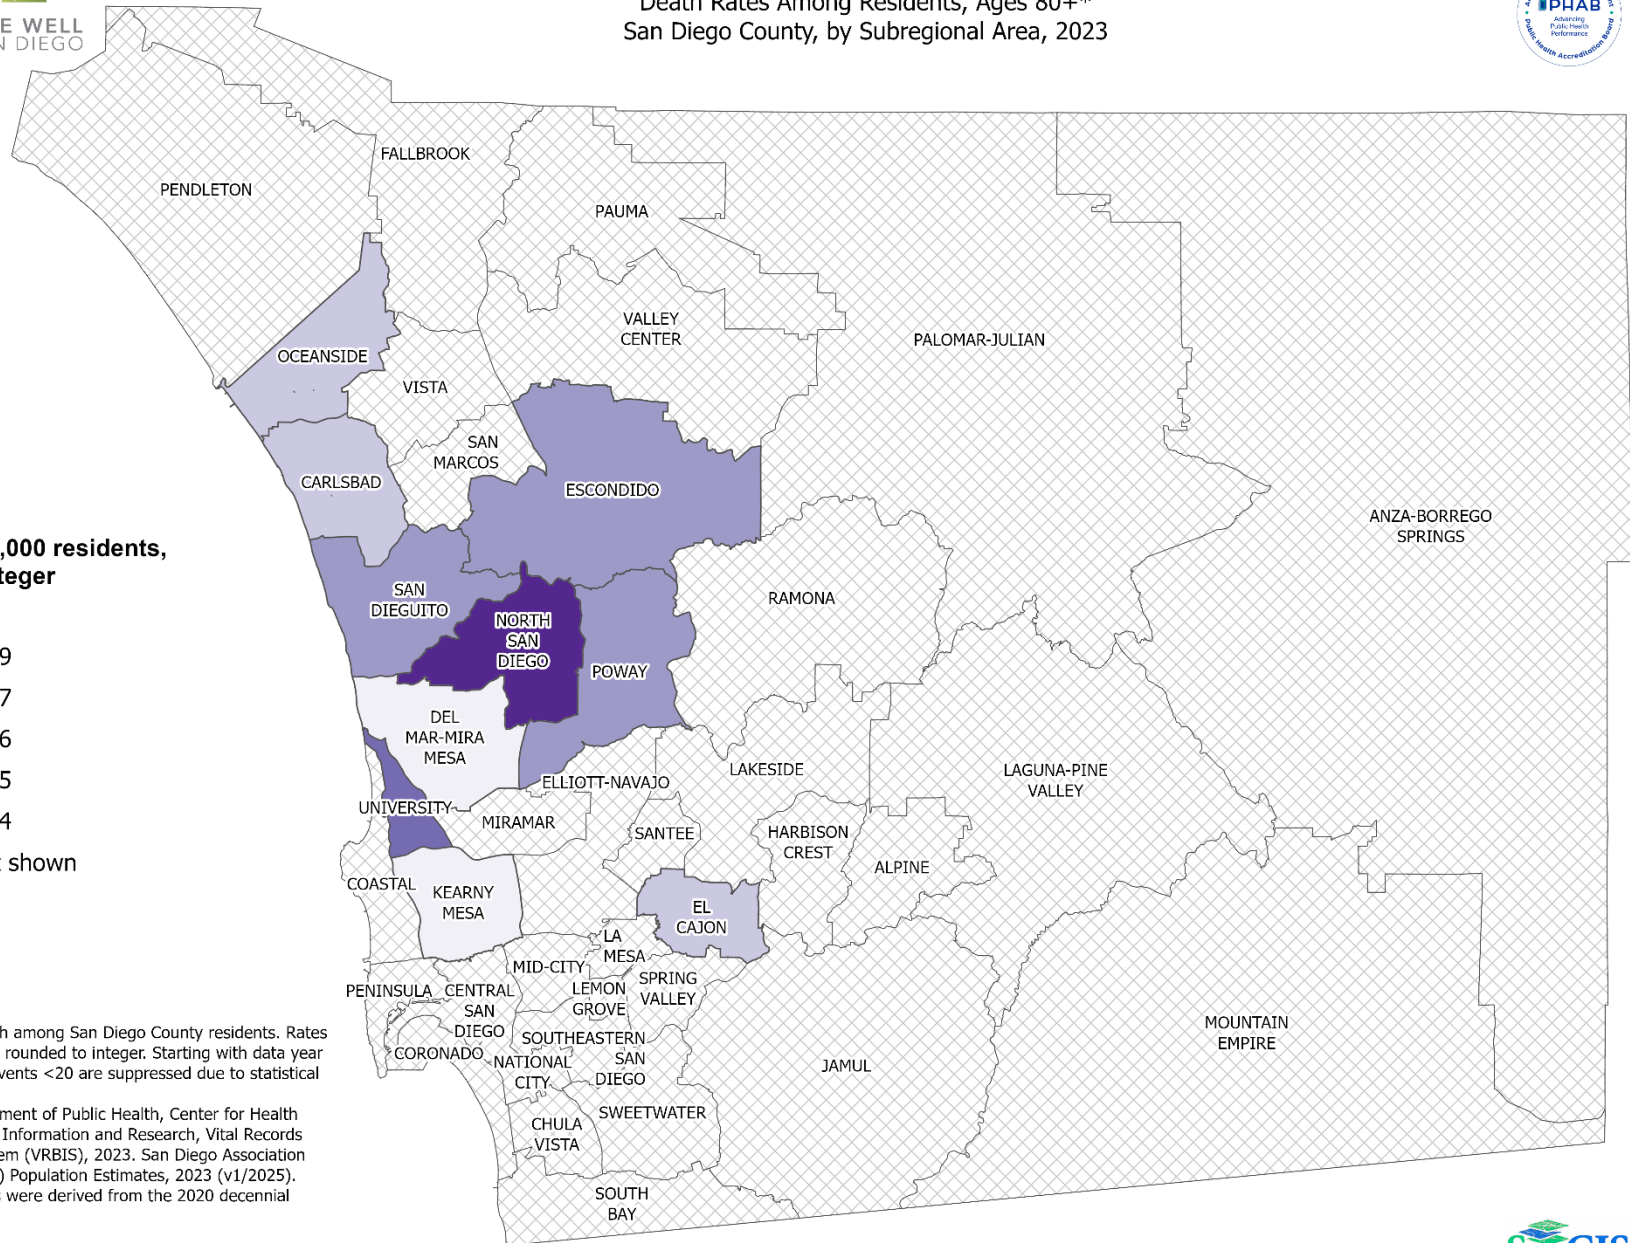 E WELL
N DIEGO
Death Rates Among Residents, Ages 80+*
San Diego County, by Subregional Area, 2023
PHAB
Advancing
Public Health
Performance
Public Health Accreditation Board
FALLBROOK
PENDLETON
PAUMA
VALLEY
CENTER
PALOMAR-JULIAN
OCEANSIDE
VISTA
SAN
MARCOS
CARLSBAD
ESCONDIDO
ANZA-BORREGO
SPRINGS
,000 residents,
teger
SAN
DIEGUITO
RAMONA
NORTH
SAN
DIEGO
POWAY
9
7
6
5
4
t shown
DEL
MAR-MIRA
MESA
ELLIOTT-NAVAJO
LAKESIDE
LAGUNA-PINE
VALLEY
UNIVERSITY
MIRAMAR
SANTEE
HARBISON
CREST
ALPINE
COASTAL
KEARNY
MESA
EL
CAJON
LA
MESA
MID-CITY
SPRING
VALLEY
LEMON
GROVE
PENINSULA
CENTRAL
SAN
DIEGO
SOUTHEASTERN
SAN
DIEGO
CORONADO
NATIONAL
CITY
MOUNTAIN
EMPIRE
JAMUL
SWEETWATER
CHULA
VISTA
SOUTH
BAY
h among San Diego County residents. Rates
rounded to integer. Starting with data year
vents <20 are suppressed due to statistical
ment of Public Health, Center for Health
Information and Research, Vital Records
em (VRBIS), 2023. San Diego Association
) Population Estimates, 2023 (v1/2025).
s were derived from the 2020 decennial